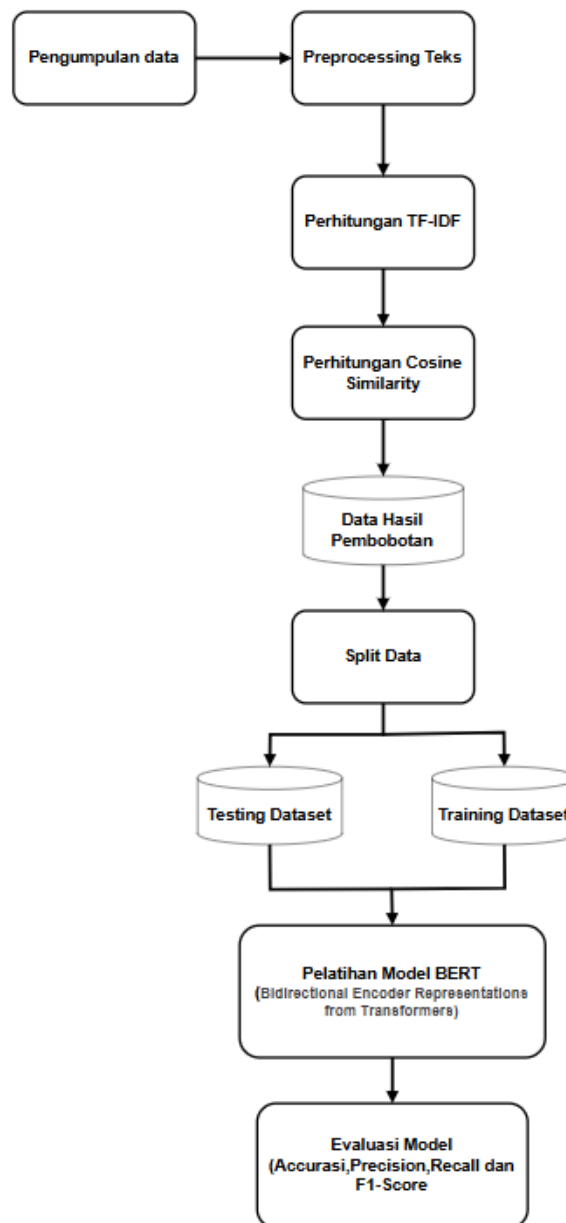 Pengumpulan data
Preprocessing Teks
Perhitungan TF-IDF
Perhitungan Cosine
Similarity
Data Hasil
Pembobotan
Split Data
Testing Dataset
Training Dataset
Pelatihan Model BERT
(Bidirectional Encoder Representations
from Transformers)
Evaluasi Model
(Accurasi,Precision,Recall dan
F1-Score